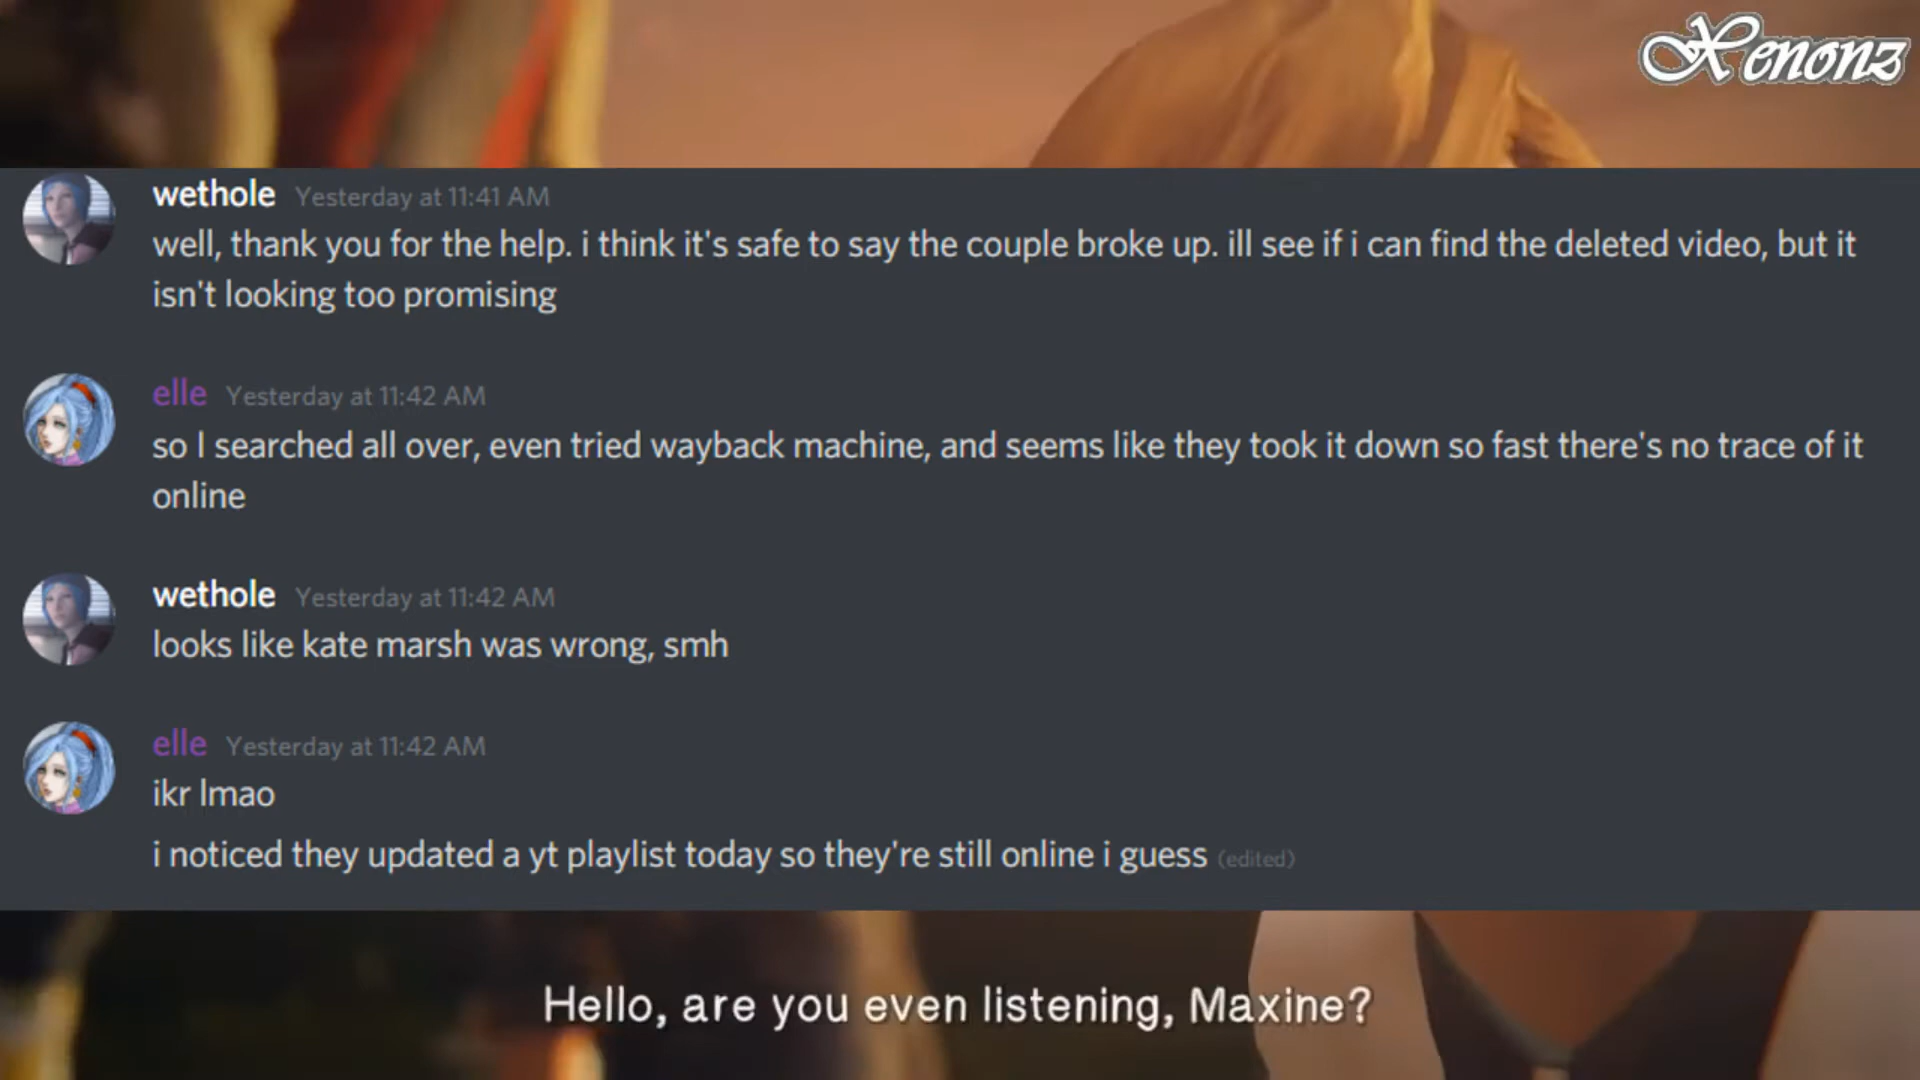 Xenonz
wethole Yesterday at 11:41 AM
well, thank you for the help. i think it's safe to say the couple broke up. ill see if i can find the deleted video, but it
isn't looking too promising
elle Yesterday at 11:42 AM
so I searched all over, even tried wayback machine, and seems like they took it down so fast there's no trace of it
online
wethole Yesterday at 11:42 AM
looks like kate marsh was wrong, smh
elle Yesterday at 11:42 AM
ikr lmao
i noticed they updated a yt playlist today so they're still online i guess (edited)
Hello, are you even listening, Maxine?